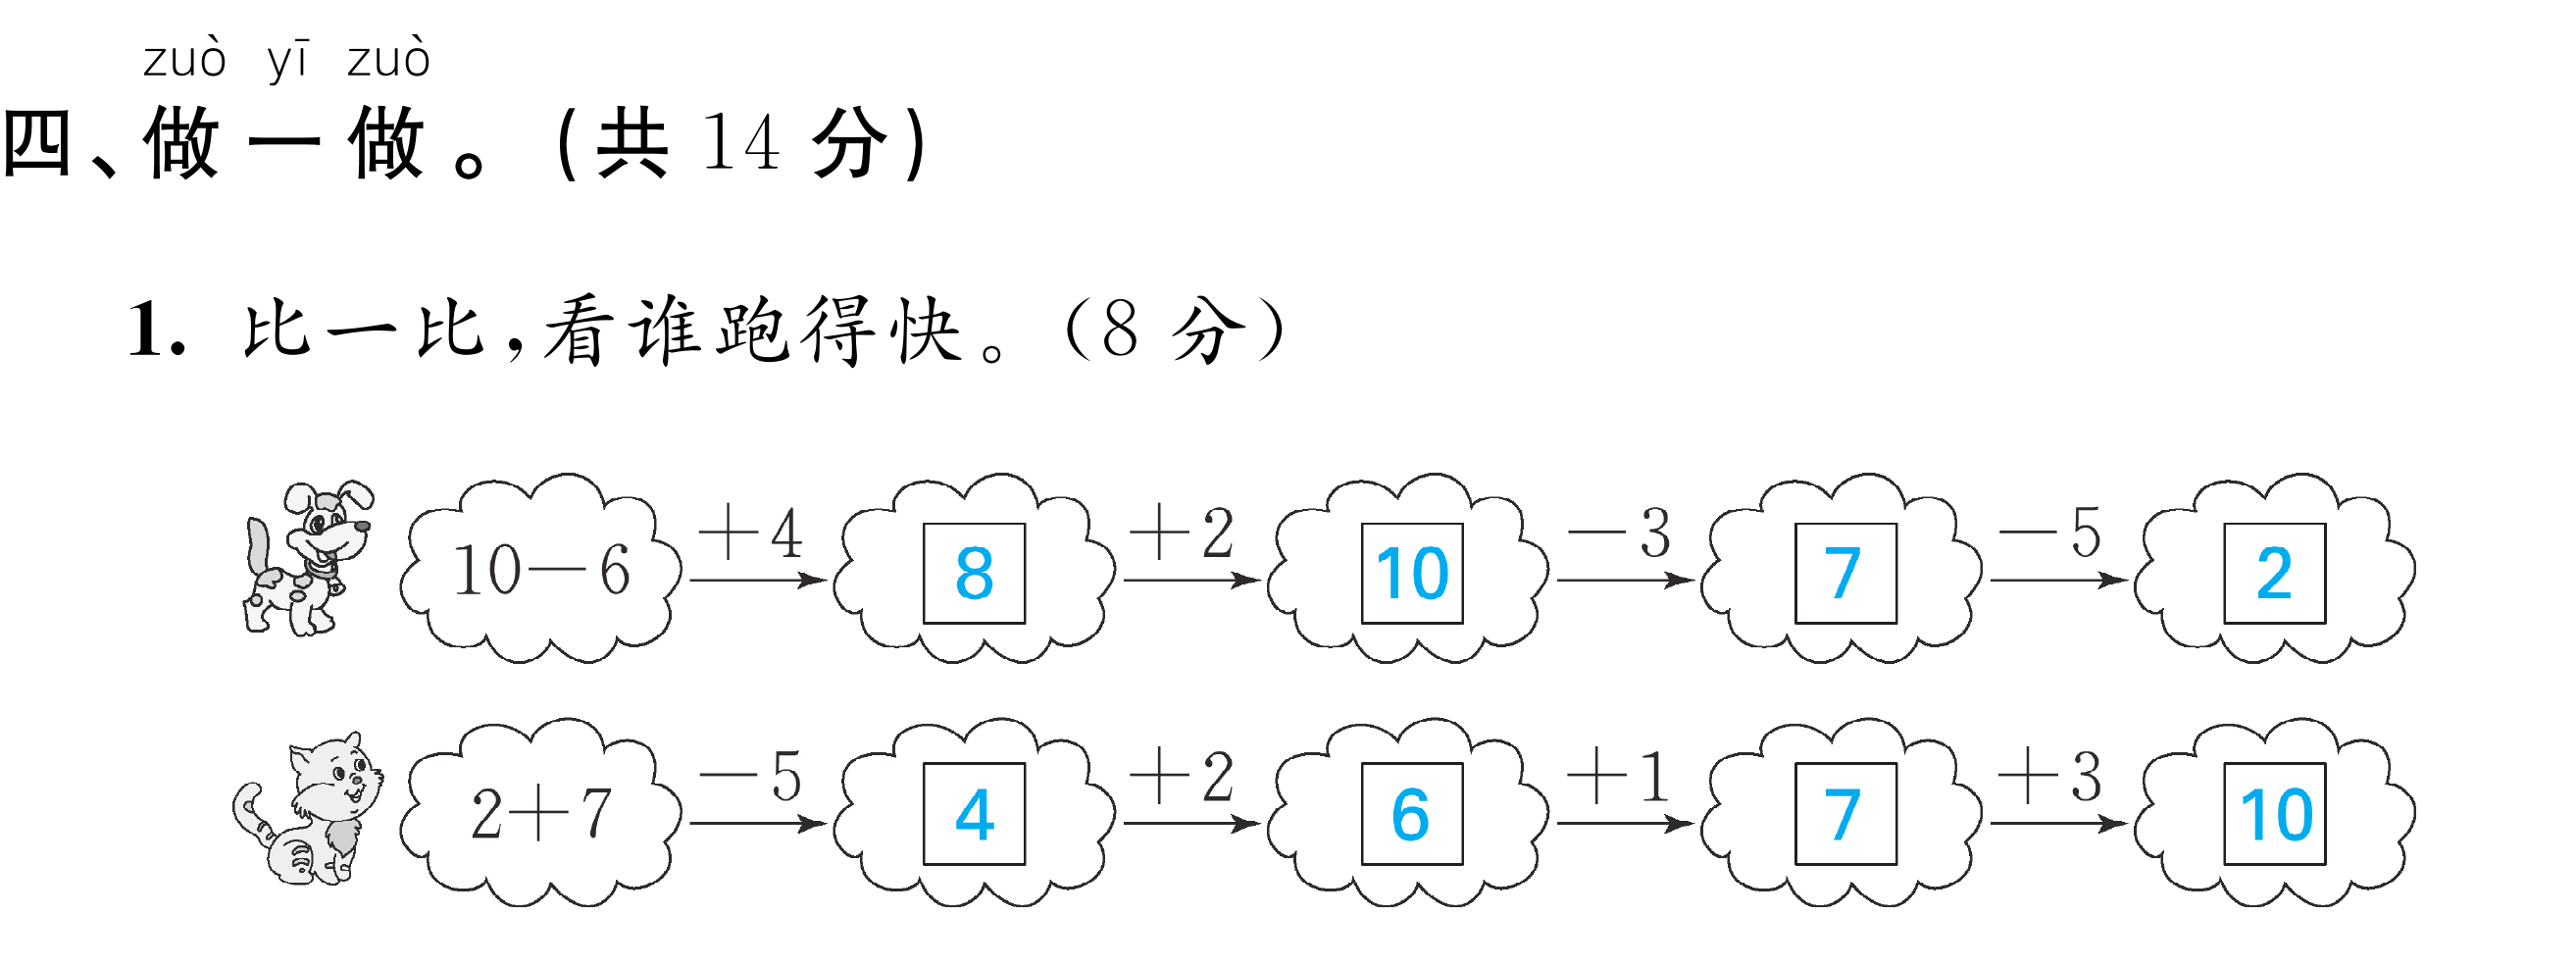 zuò yī zuò
四、做一做。(共 14 分)
1. 比一比,看谁跑得快。(8 分)
10－6 ＋4 8 ＋2 10 －3 7 －5 2
2＋7 －5 4 ＋2 6 ＋1 7 ＋3 10